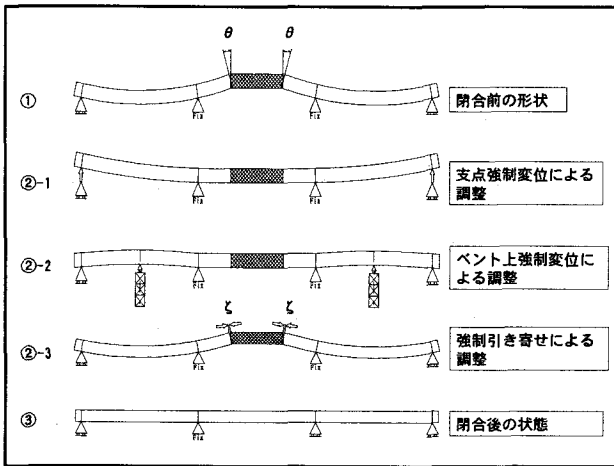 θ θ
① Fix Fix 閉合前の形状
②-1 Fix Fix 支点強制変位による
調整
②-2 Fix Fix ベント上強制変位
による調整
ζ ζ
②-3 Fix Fix 強制引き寄せによる
調整
③ Fix Fix 閉合後の状態